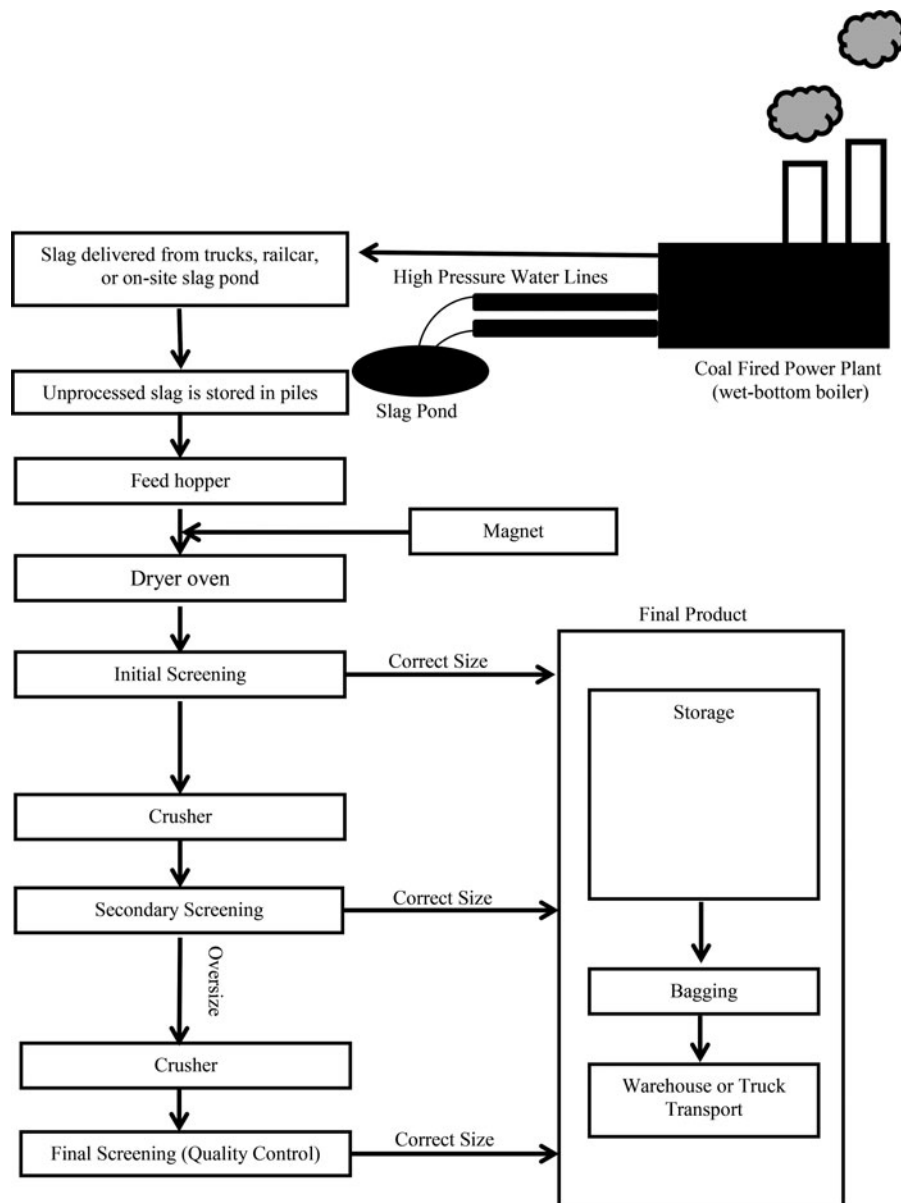 Slag delivered from trucks, railcar,
or on-site slag pond
High Pressure Water Lines
Coal Fired Power Plant
(wet-bottom boiler)
Slag Pond
Unprocessed slag is stored in piles
Feed hopper
Magnet
Dryer oven
Final Product
Initial Screening
Correct Size
Storage
Crusher
Secondary Screening
Correct Size
Oversize
Bagging
Crusher
Warehouse or Truck
Transport
Final Screening (Quality Control)
Correct Size